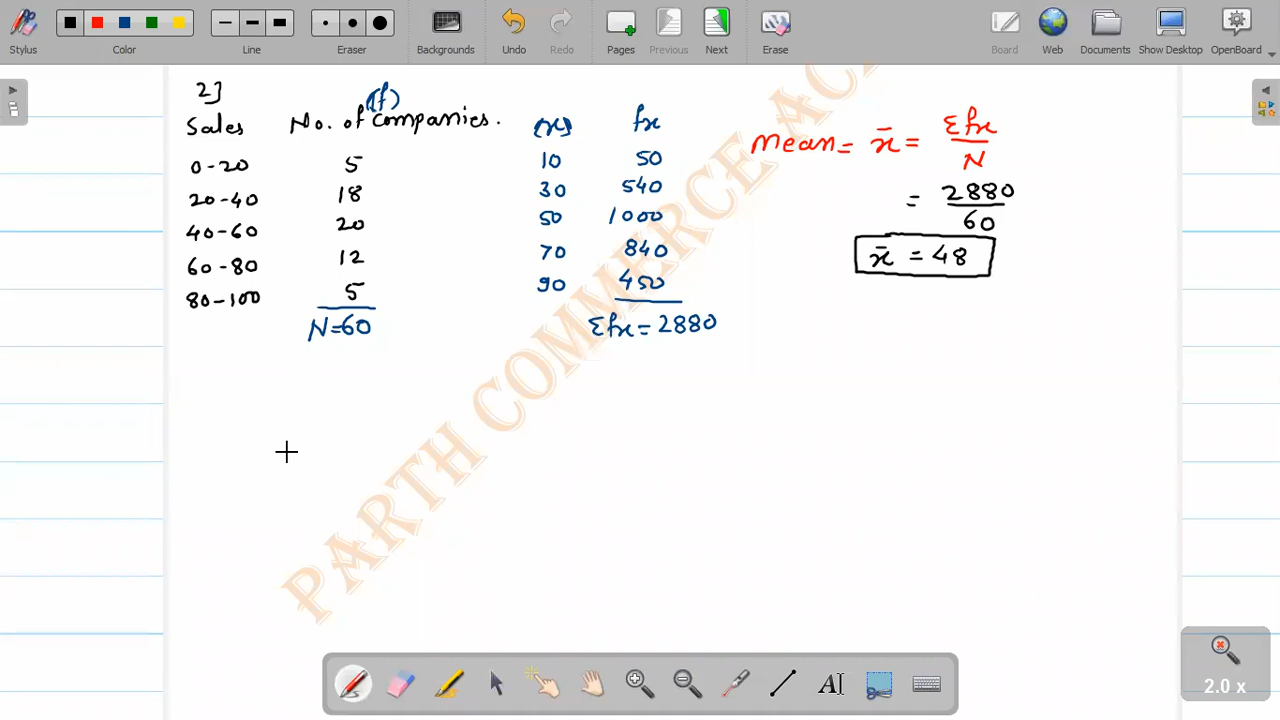 Stylus Color Line Eraser Backgrounds Undo Redo Pages Previous Next Erase Board Web Documents Show Desktop OpenBoard
2]
Sales No. of companies. (f) (x) fx
0-20 5 10 50
20-40 18 30 540
40-60 20 50 1000
60-80 12 70 840
80-100 5 90 450
N=60 Σfx=2880
Mean = x̄ = Σfx/N
= 2880/60
x̄ = 48
PARTH COMMERCE AC
2.0 x